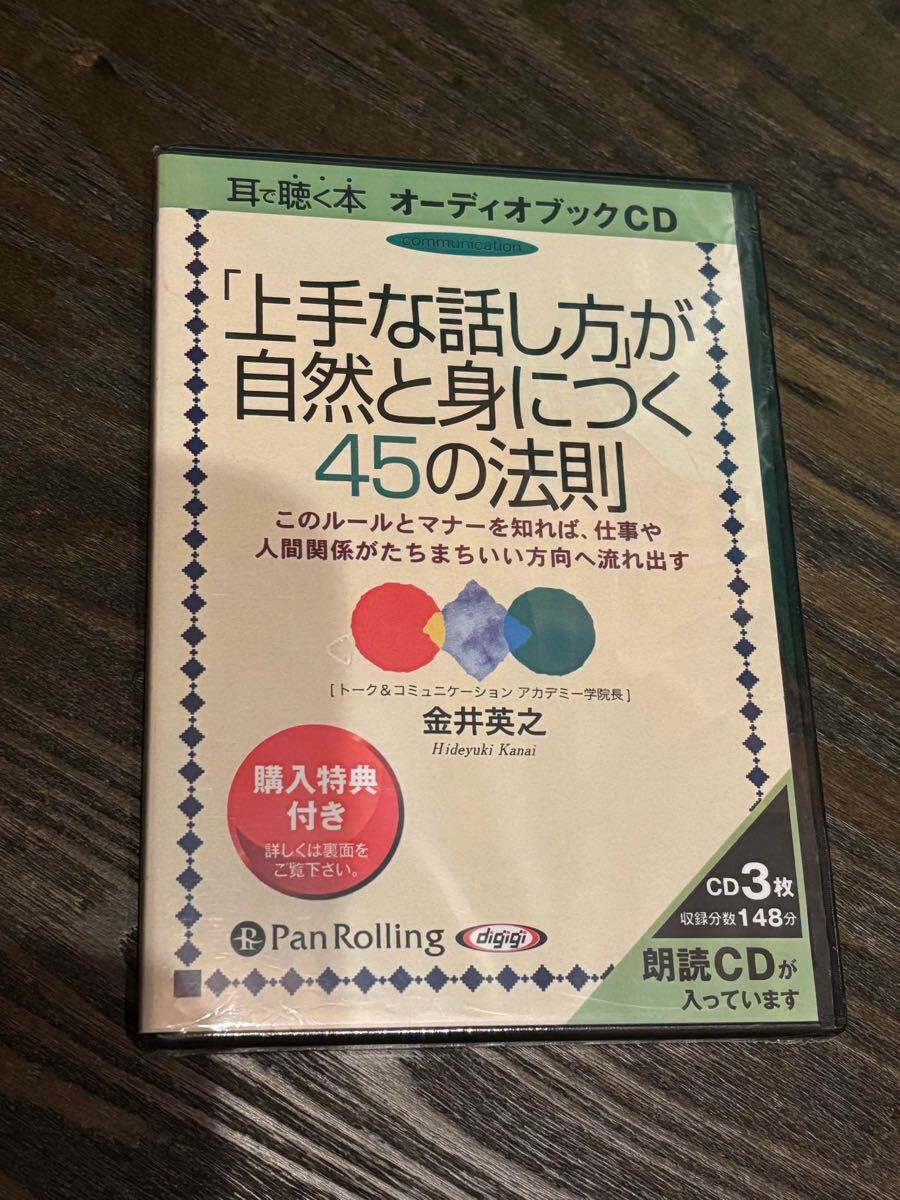 耳で聴く本 オーディオブックCD
communication
「上手な話し方」が
自然と身につく
45の法則
このルールとマナーを知れば、仕事や
人間関係がたちまちいい方向へ流れ出す
[トーク＆コミュニケーション アカデミー学院長]
金井英之
Hideyuki Kanai
購入特典
付き
詳しくは裏面を
ご覧下さい。
CD3枚
収録分数148分
PanRolling digigi
朗読CDが
入っています